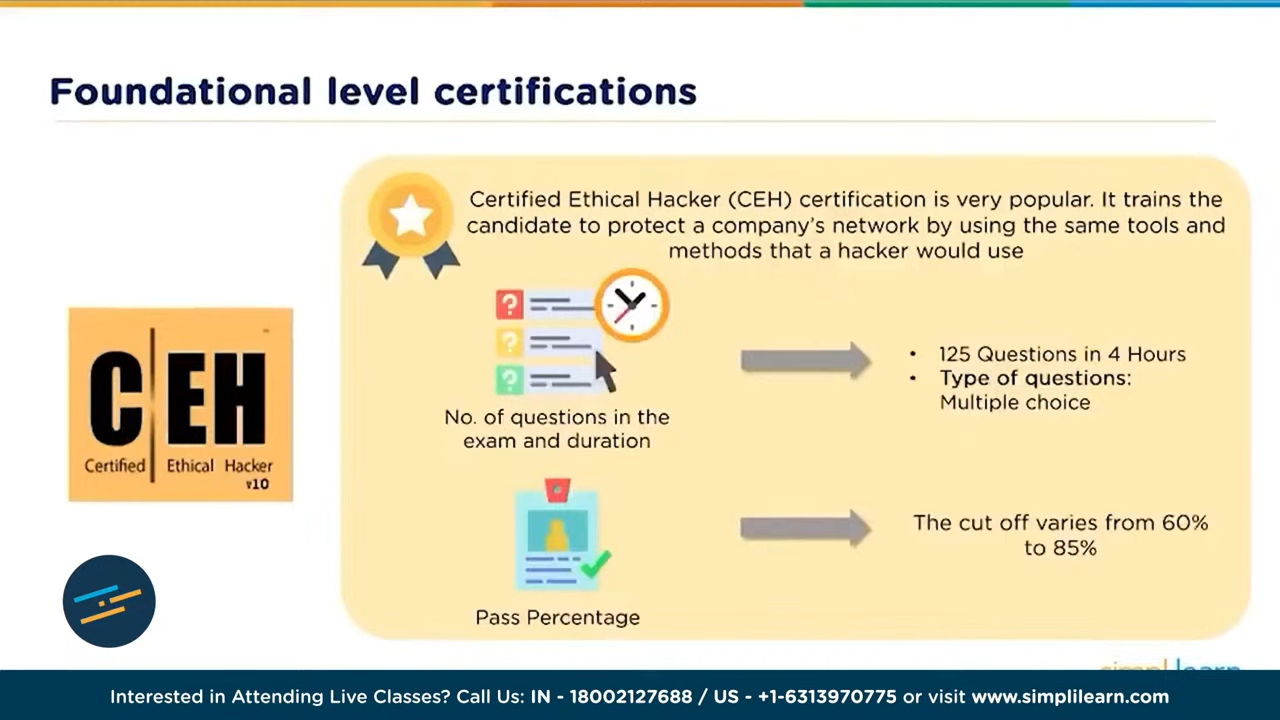 Foundational level certifications
Certified Ethical Hacker (CEH) certification is very popular. It trains the
candidate to protect a company's network by using the same tools and
methods that a hacker would use
? 
?
?
No. of questions in the
exam and duration
• 125 Questions in 4 Hours
• Type of questions:
Multiple choice
C|EH
Certified Ethical Hacker
v10
Pass Percentage
The cut off varies from 60%
to 85%
simplilearn
Interested in Attending Live Classes? Call Us: IN - 18002127688 / US - +1-6313970775 or visit www.simplilearn.com